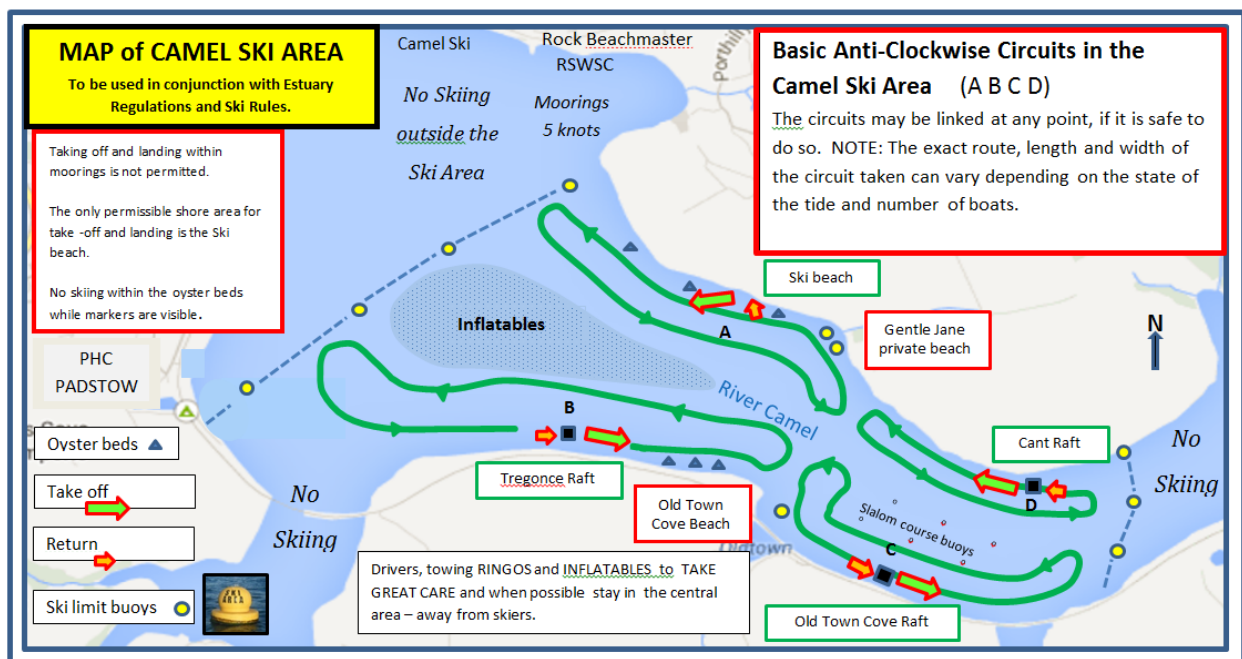 MAP of CAMEL SKI AREA
To be used in conjunction with Estuary
Regulations and Ski Rules.
Taking off and landing within
moorings is not permitted.
The only permissible shore area for
take -off and landing is the Ski
beach.
No skiing within the oyster beds
while markers are visible.
Camel Ski
No Skiing
outside the
Ski Area
Rock Beachmaster
RSWSC
Moorings
5 knots
Basic Anti-Clockwise Circuits in the
Camel Ski Area (A B C D)
The circuits may be linked at any point, if it is safe to
do so. NOTE: The exact route, length and width of
the circuit taken can vary depending on the state of
the tide and number of boats.
Ski beach
Gentle Jane
private beach
N
Inflatables
A
River Camel
PHC
PADSTOW
B
Tregonce Raft
Old Town
Cove Beach
Oldtown
Cant Raft
D
No
Skiing
Slalom course buoys
C
Old Town Cove Raft
No
Skiing
Oyster beds
Take off
Return
Ski limit buoys
SKI
AREA
Drivers, towing RINGOS and INFLATABLES to TAKE
GREAT CARE and when possible stay in the central
area – away from skiers.